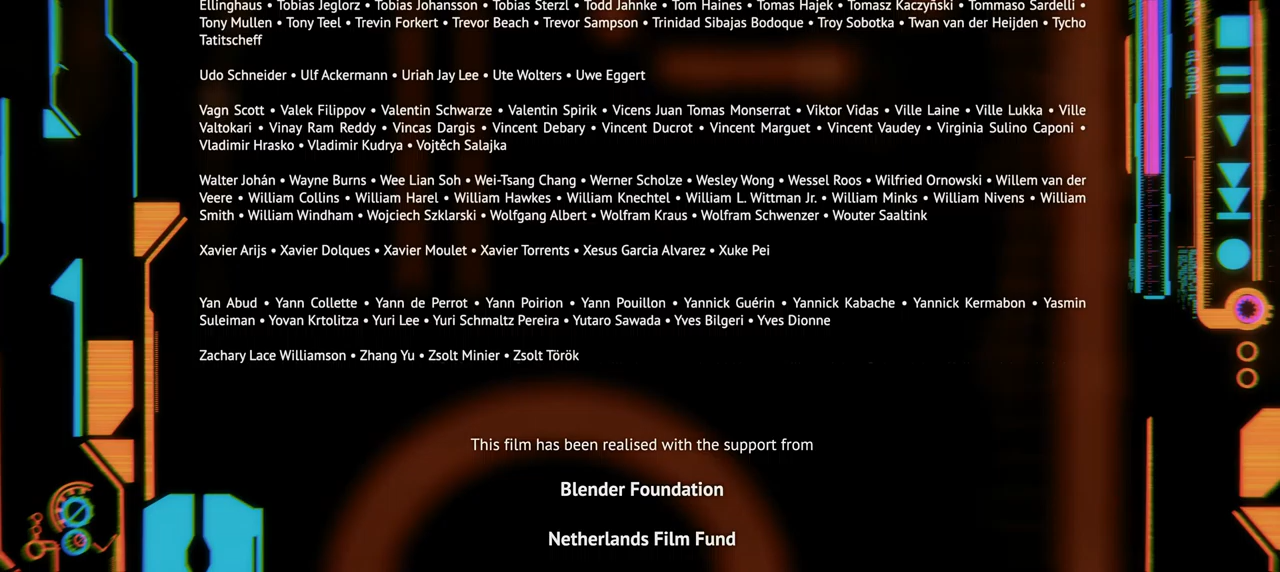 Ellinghaus • Tobias Jeglorz • Tobias Johansson • Tobias Sterzl • Todd Jahnke • Tom Haines • Tomas Hajek • Tomasz Kaczyñski • Tommaso Sardelli •
Tony Mullen • Tony Teel • Trevin Forkert • Trevor Beach • Trevor Sampson • Trinidad Sibajas Bodoque • Troy Sobotka • Twan van der Heijden • Tycho
Tatitscheff
Udo Schneider • Ulf Ackermann • Uriah Jay Lee • Ute Wolters • Uwe Eggert
Vagn Scott • Valek Filippov • Valentin Schwarze • Valentin Spirik • Vicens Juan Tomas Monserrat • Viktor Vidas • Ville Laine • Ville Lukka • Ville
Valtokari • Vinay Ram Reddy • Vincas Dargis • Vincent Debary • Vincent Ducrot • Vincent Marguet • Vincent Vaudey • Virginia Sulino Caponi •
Vladimir Hrasko • Vladimir Kudrya • Vojtěch Salajka
Walter Johán • Wayne Burns • Wee Lian Soh • Wei-Tsang Chang • Werner Scholze • Wesley Wong • Wessel Roos • Wilfried Ornowski • Willem van der
Veere • William Collins • William Harel • William Hawkes • William Knechtel • William L. Wittman Jr. • William Minks • William Nivens • William
Smith • William Windham • Wojciech Szklarski • Wolfgang Albert • Wolfram Kraus • Wolfram Schwenzer • Wouter Saaltink
Xavier Arijs • Xavier Dolques • Xavier Moulet • Xavier Torrents • Xesus Garcia Alvarez • Xuke Pei
Yan Abud • Yann Collette • Yann de Perrot • Yann Poirion • Yann Pouillon • Yannick Guérin • Yannick Kabache • Yannick Kermabon • Yasmin
Suleiman • Yovan Krtolitza • Yuri Lee • Yuri Schmaltz Pereira • Yutaro Sawada • Yves Bilgeri • Yves Dionne
Zachary Lace Williamson • Zhang Yu • Zsolt Minier • Zsolt Török
This film has been realised with the support from
Blender Foundation
Netherlands Film Fund
GLOBAL